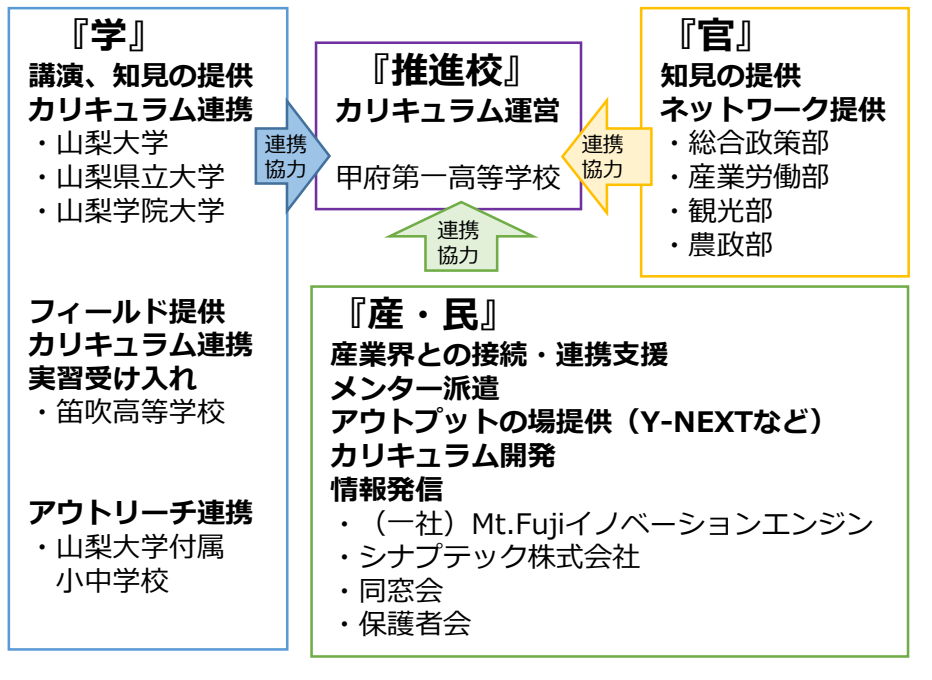 『学』
講演、知見の提供
カリキュラム連携
・山梨大学
・山梨県立大学
・山梨学院大学
フィールド提供
カリキュラム連携
実習受け入れ
・笛吹高等学校
アウトリーチ連携
・山梨大学付属
小中学校
連携
協力
『推進校』
カリキュラム運営
甲府第一高等学校
連携
協力
『官』
知見の提供
ネットワーク提供
・総合政策部
・産業労働部
・観光部
・農政部
連携
協力
『産・民』
産業界との接続・連携支援
メンター派遣
アウトプットの場提供（Y-NEXTなど）
カリキュラム開発
情報発信
・（一社）Mt.Fujiイノベーションエンジン
・シナプテック株式会社
・同窓会
・保護者会